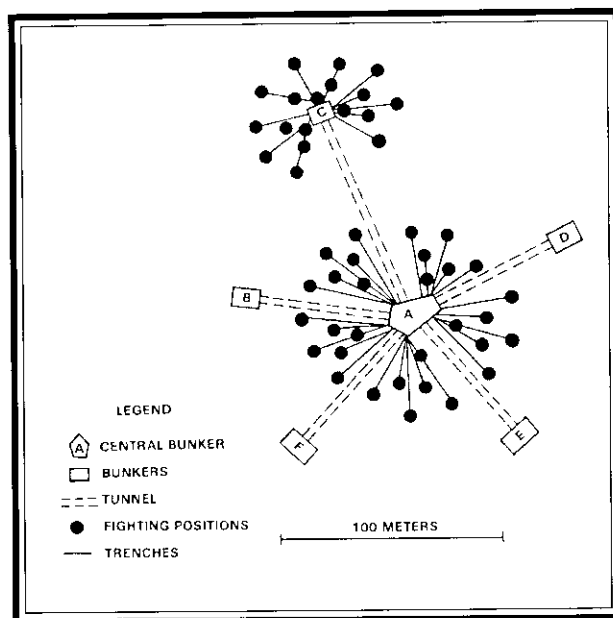 C
D
B
A
F
E
LEGEND
A CENTRAL BUNKER
BUNKERS
TUNNEL
FIGHTING POSITIONS
TRENCHES
100 METERS